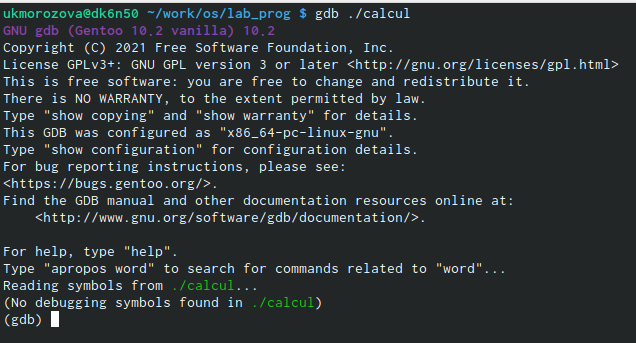 ukmorozova@dk6n50 ~/work/os/lab_prog $ gdb ./calcul
GNU gdb (Gentoo 10.2 vanilla) 10.2
Copyright (C) 2021 Free Software Foundation, Inc.
License GPLv3+: GNU GPL version 3 or later <http://gnu.org/licenses/gpl.html>
This is free software: you are free to change and redistribute it.
There is NO WARRANTY, to the extent permitted by law.
Type "show copying" and "show warranty" for details.
This GDB was configured as "x86_64-pc-linux-gnu".
Type "show configuration" for configuration details.
For bug reporting instructions, please see:
<https://bugs.gentoo.org/>.
Find the GDB manual and other documentation resources online at:
    <http://www.gnu.org/software/gdb/documentation/>.

For help, type "help".
Type "apropos word" to search for commands related to "word"...
Reading symbols from ./calcul...
(No debugging symbols found in ./calcul)
(gdb)